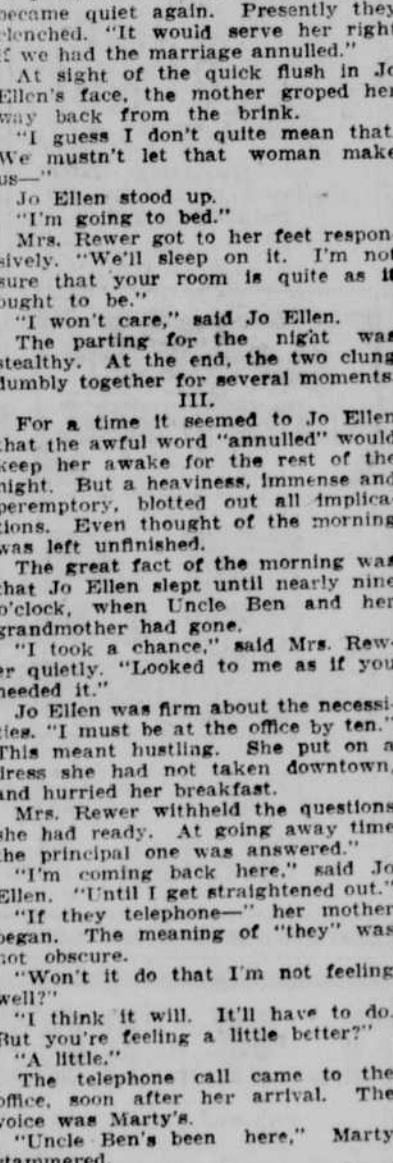 became quiet again. Presently they
clenched. "It would serve her right
if we had the marriage annulled."
At sight of the quick flush in Jo
Ellen's face, the mother groped her
way back from the brink.
"I guess I don't quite mean that.
We mustn't let that woman make
us—"
Jo Ellen stood up.
"I'm going to bed."
Mrs. Rewer got to her feet respon-
sively. "We'll sleep on it. I'm not
sure that your room is quite as it
ought to be."
"I won't care," said Jo Ellen.
The parting for the night was
stealthy. At the end, the two clung
dumbly together for several moments.
III.
For a time it seemed to Jo Ellen
that the awful word "annulled" would
keep her awake for the rest of the
night. But a heaviness, immense and
peremptory, blotted out all implica-
tions. Even thought of the morning
was left unfinished.
The great fact of the morning was
that Jo Ellen slept until nearly nine
o'clock, when Uncle Ben and her
grandmother had gone.
"I took a chance," said Mrs. Rew-
er quietly. "Looked to me as if you
needed it."
Jo Ellen was firm about the necessi-
ties. "I must be at the office by ten."
This meant hustling. She put on a
dress she had not taken downtown,
and hurried her breakfast.
Mrs. Rewer withheld the questions
she had ready. At going away time
the principal one was answered."
"I'm coming back here," said Jo
Ellen. "Until I get straightened out."
"If they telephone—" her mother
began. The meaning of "they" was
not obscure.
"Won't it do that I'm not feeling
well?"
"I think it will. It'll have to do.
But you're feeling a little better?"
"A little."
The telephone call came to the
office, soon after her arrival. The
voice was Marty's.
"Uncle Ben's been here," Marty
stammered.